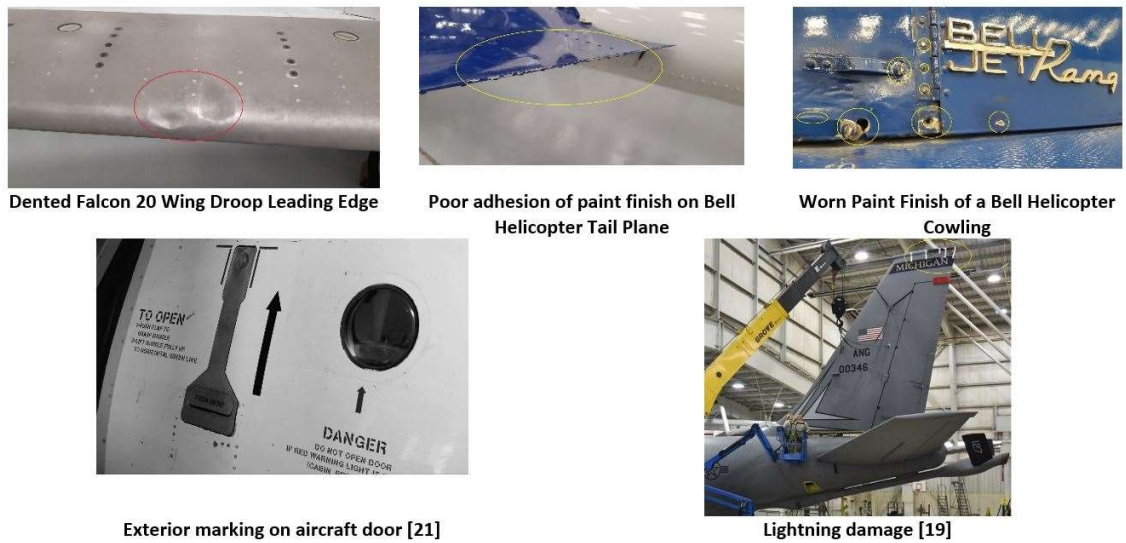 BELL
JET Rang
Dented Falcon 20 Wing Droop Leading Edge
Poor adhesion of paint finish on Bell
Helicopter Tail Plane
Worn Paint Finish of a Bell Helicopter
Cowling
TO OPEN
DANGER
DO NOT OPEN DOOR
IF RED WARNING LIGHT IS
(CABIN
MICHIGAN
GROVE
ANG
00346
Exterior marking on aircraft door [21]
Lightning damage [19]